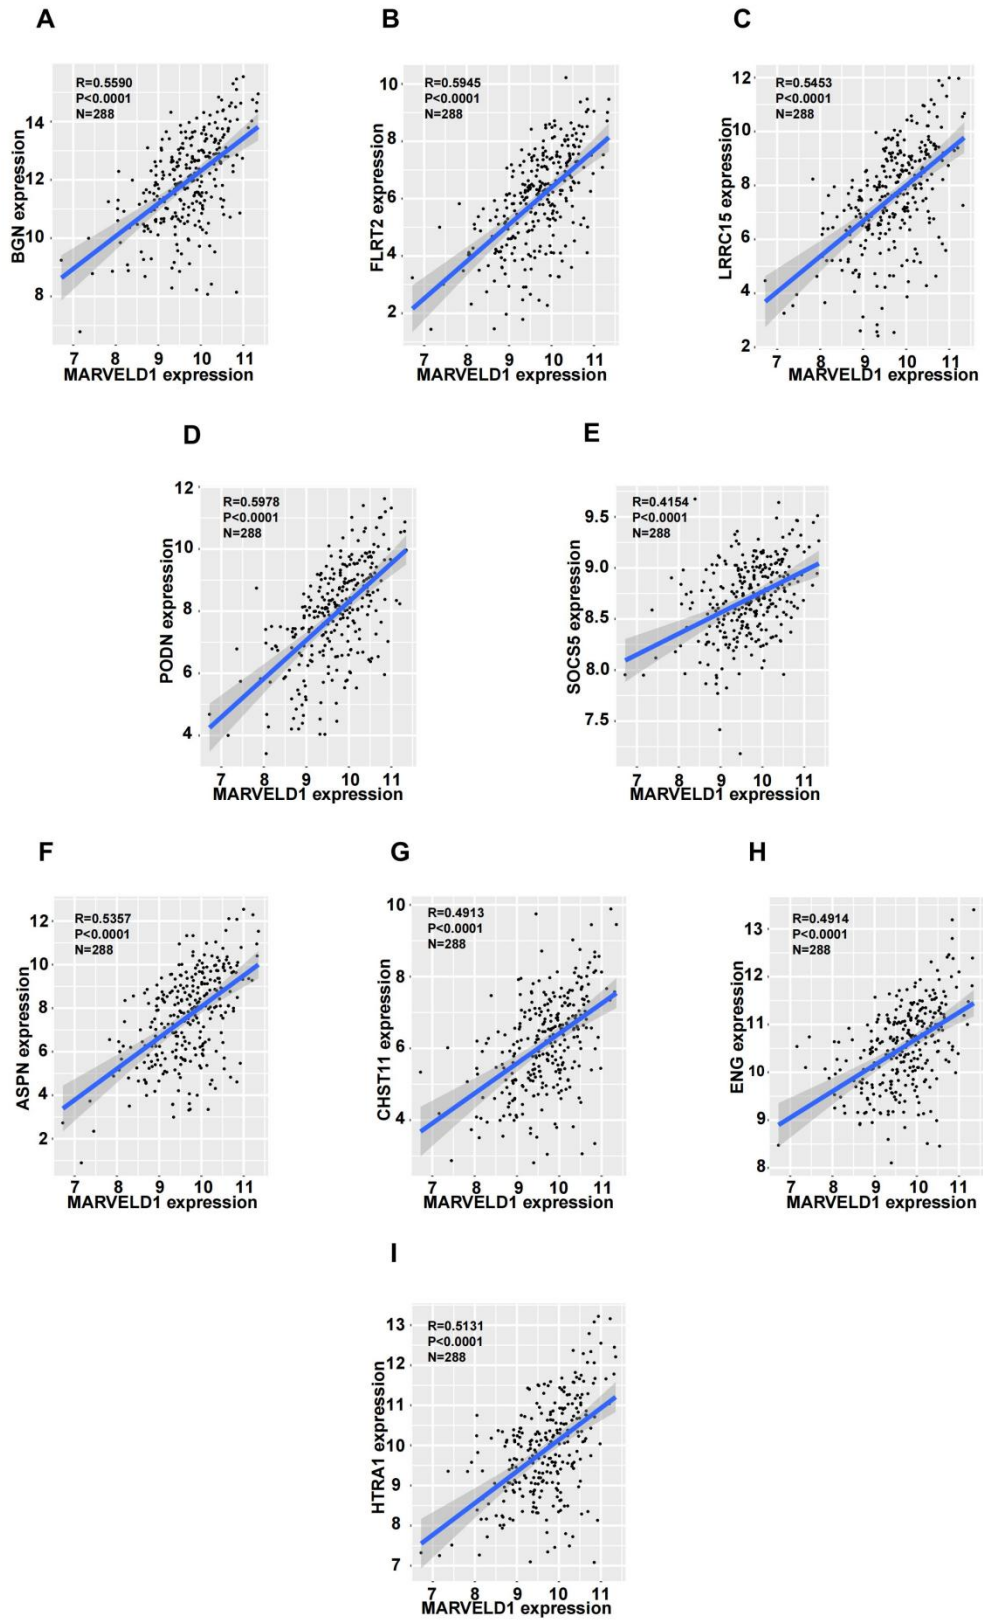 A
R=0.5590
P<0.0001
N=288
BGN expression
14
12
10
8
7 8 9 10 11
MARVELD1 expression
B
R=0.5945
P<0.0001
N=288
FLRT2 expression
10
8
6
4
2
7 8 9 10 11
MARVELD1 expression
C
R=0.5453
P<0.0001
N=288
LRRC15 expression
12
10
8
6
4
2
7 8 9 10 11
MARVELD1 expression
D
R=0.5978
P<0.0001
N=288
PODN expression
12
10
8
6
4
7 8 9 10 11
MARVELD1 expression
E
R=0.4154
P<0.0001
N=288
SOCS5 expression
9.5
9.0
8.5
8.0
7.5
7 8 9 10 11
MARVELD1 expression
F
R=0.5357
P<0.0001
N=288
ASPN expression
12
10
8
6
4
2
7 8 9 10 11
MARVELD1 expression
G
R=0.4913
P<0.0001
N=288
CHST11 expression
10
8
6
4
7 8 9 10 11
MARVELD1 expression
H
R=0.4914
P<0.0001
N=288
ENG expression
13
12
11
10
9
8
7 8 9 10 11
MARVELD1 expression
I
R=0.5131
P<0.0001
N=288
HTRA1 expression
13
12
11
10
9
8
7
7 8 9 10 11
MARVELD1 expression